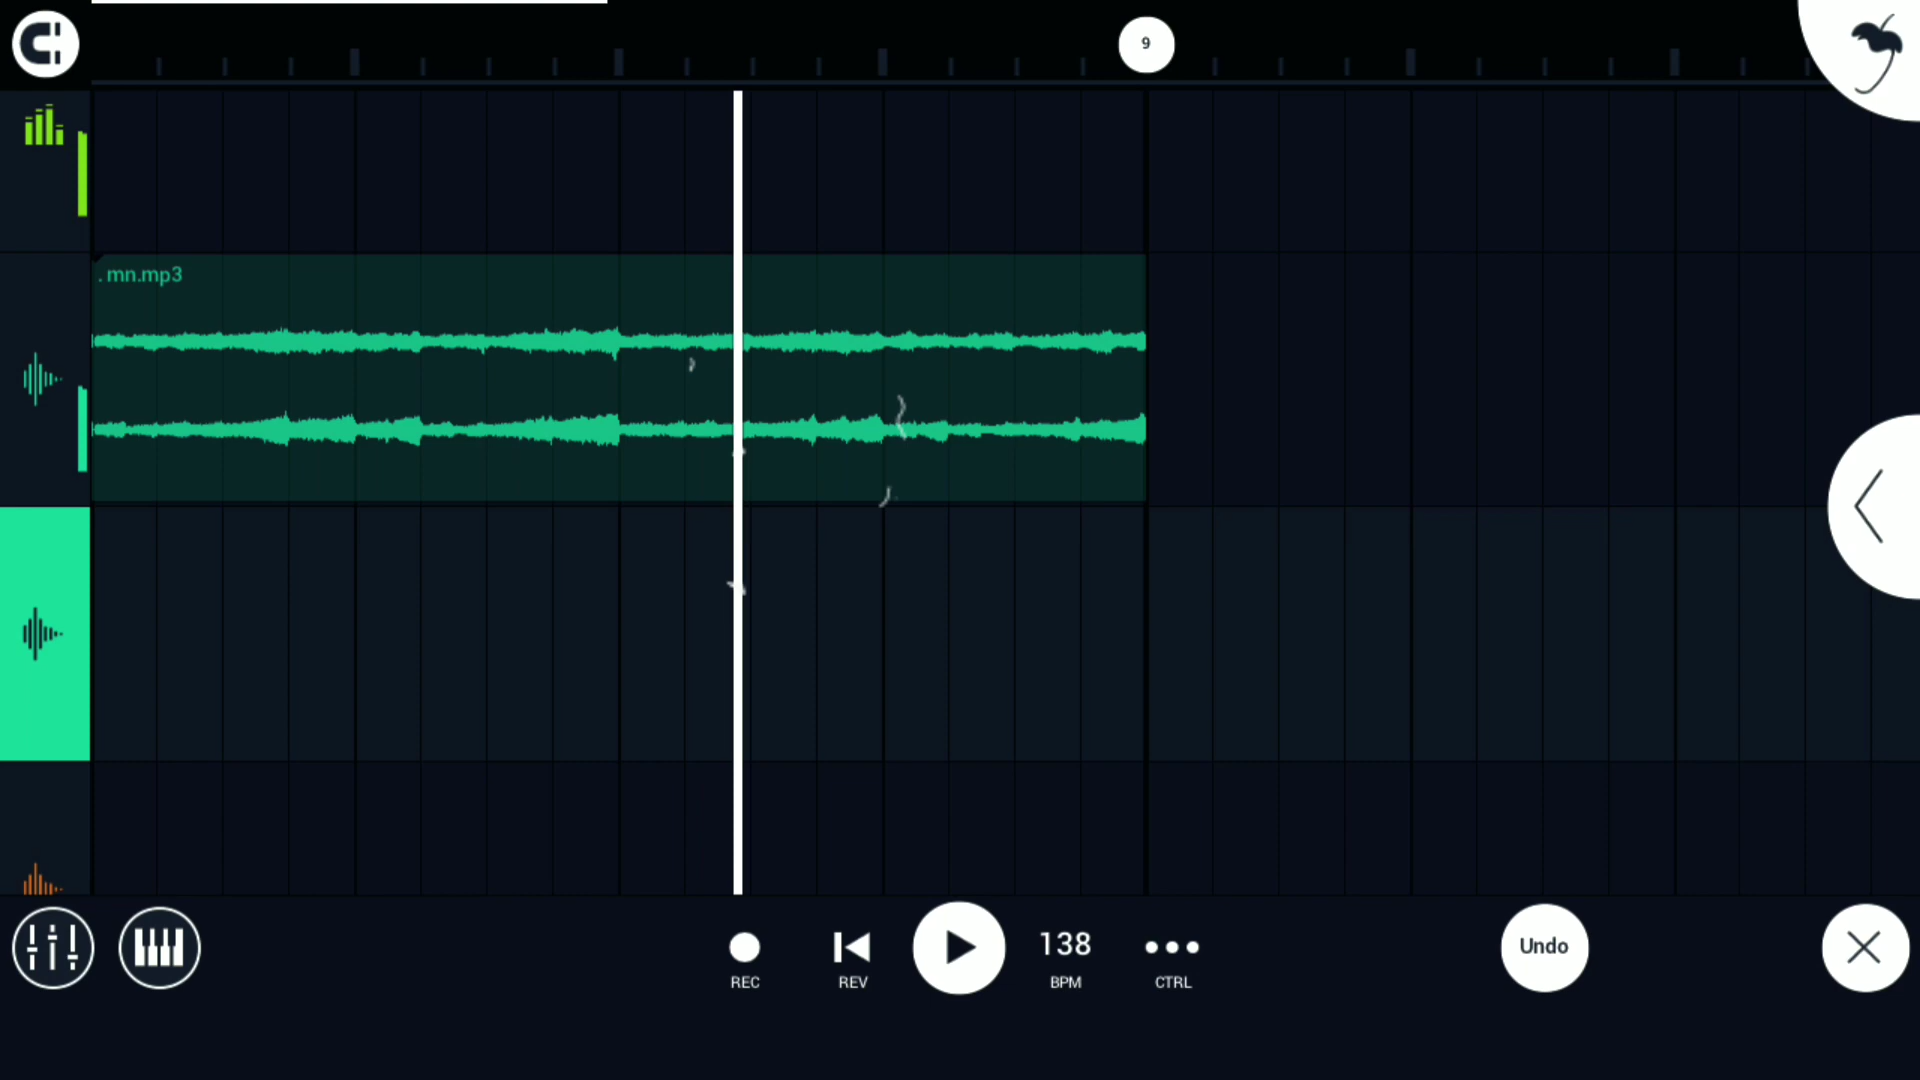 9
. mn.mp3
138
REC
REV
BPM
CTRL
Undo